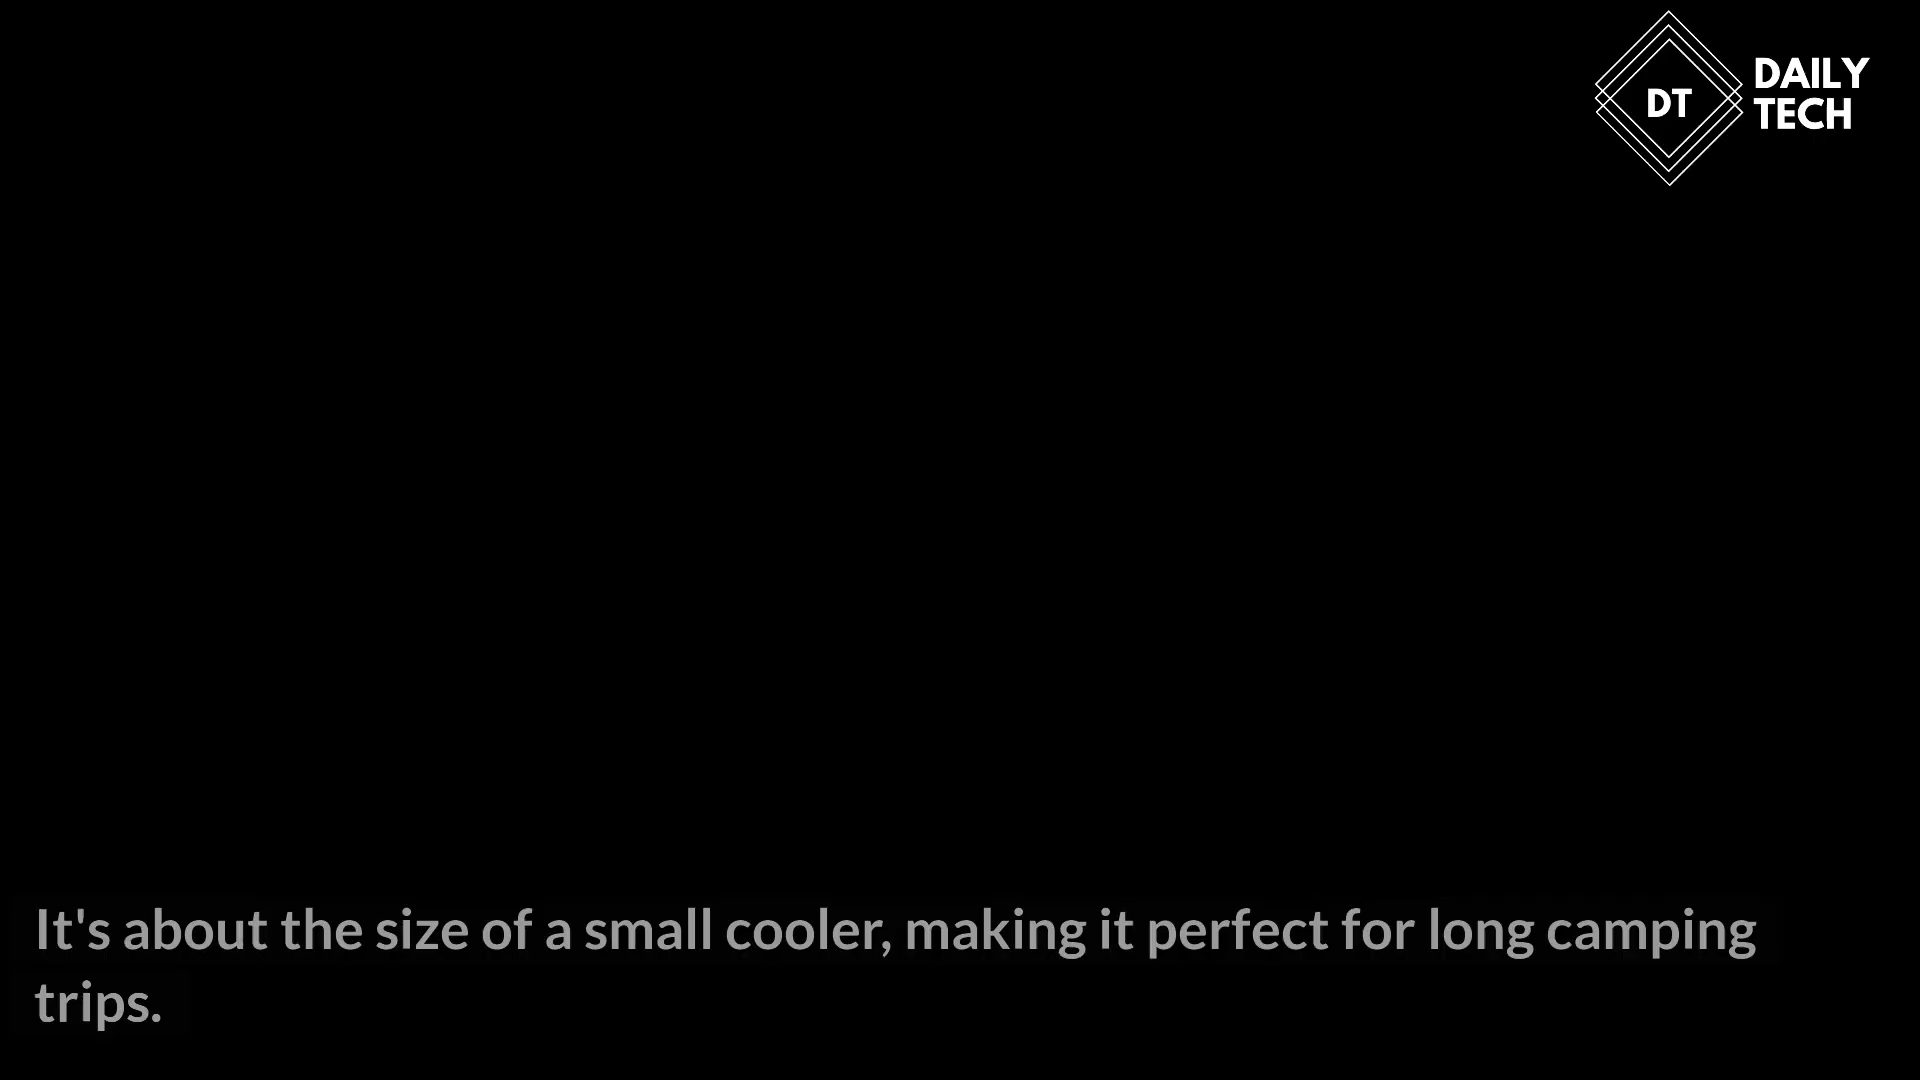 DT
DAILY
TECH
It's about the size of a small cooler, making it perfect for long camping
trips.